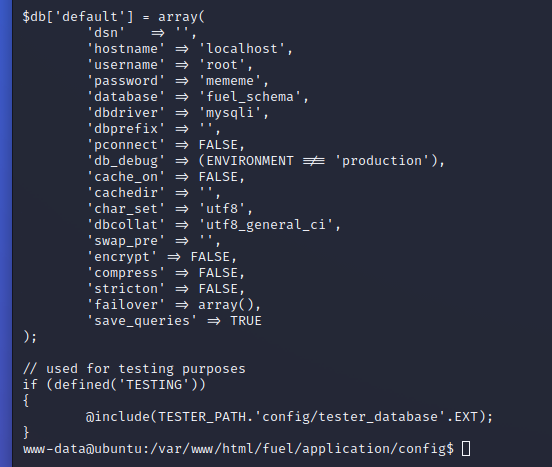 $db['default'] = array(
        'dsn'   => '',
        'hostname' => 'localhost',
        'username' => 'root',
        'password' => 'mememe',
        'database' => 'fuel_schema',
        'dbdriver' => 'mysqli',
        'dbprefix' => '',
        'pconnect' => FALSE,
        'db_debug' => (ENVIRONMENT !== 'production'),
        'cache_on' => FALSE,
        'cachedir' => '',
        'char_set' => 'utf8',
        'dbcollat' => 'utf8_general_ci',
        'swap_pre' => '',
        'encrypt' => FALSE,
        'compress' => FALSE,
        'stricton' => FALSE,
        'failover' => array(),
        'save_queries' => TRUE
);

// used for testing purposes
if (defined('TESTING'))
{
        @include(TESTER_PATH.'config/tester_database'.EXT);
}
www-data@ubuntu:/var/www/html/fuel/application/config$